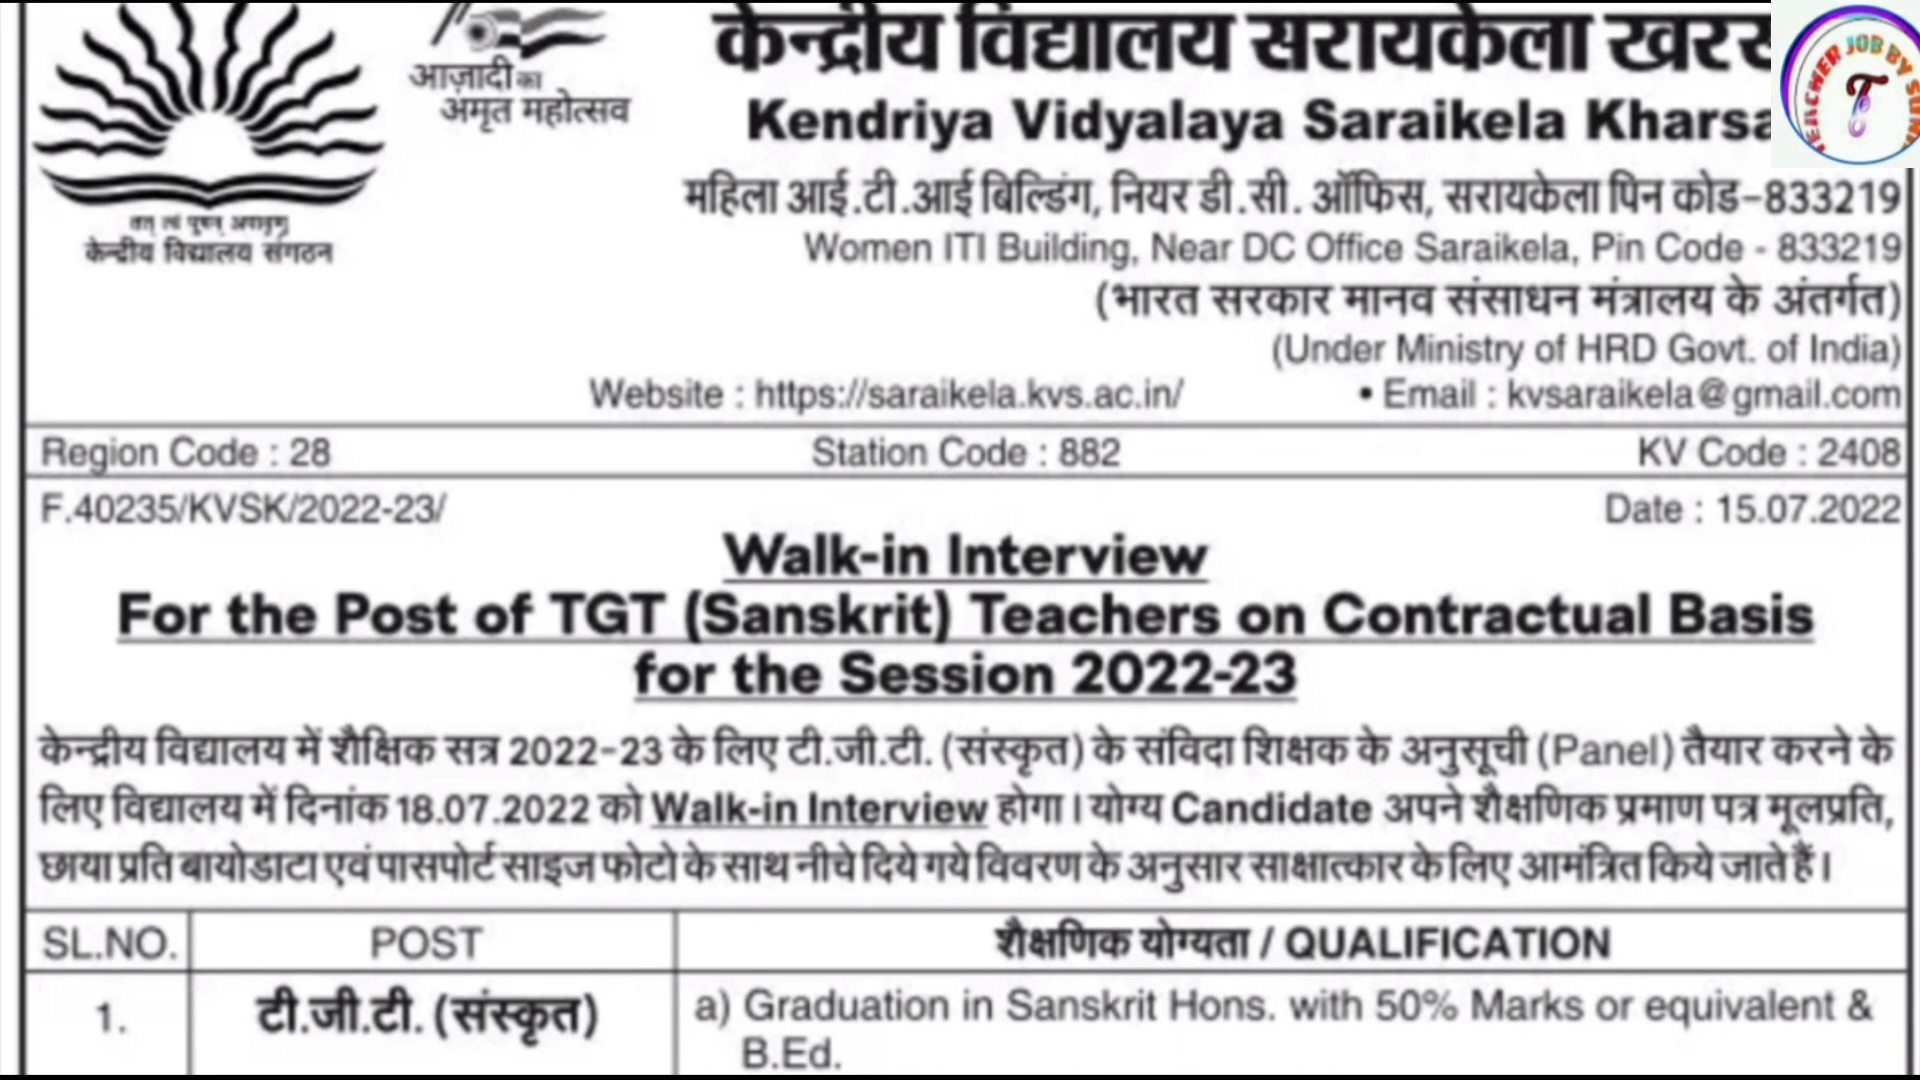 आज़ादी का
अमृत महोत्सव
तत् त्वं पूषन् अपावृणु
केन्द्रीय विद्यालय संगठन
केन्द्रीय विद्यालय सरायकेला
Kendriya Vidyalaya Saraikela
TEACHER JOB BY
महिला आई.टी.आई बिल्डिंग, नियर डी.सी. ऑफिस, सरायकेला पिन कोड-833219
Women ITI Building, Near DC Office Saraikela, Pin Code - 833219
(भारत सरकार मानव संसाधन मंत्रालय के अंतर्गत)
(Under Ministry of HRD Govt. of India)
Website : https://saraikela.kvs.ac.in/ • Email : kvsaraikela@gmail.com
Region Code : 28 Station Code : 882 KV Code : 2408
F.40235/KVSK/2022-23/ Date : 15.07.2022
Walk-in Interview
For the Post of TGT (Sanskrit) Teachers on Contractual Basis
for the Session 2022-23
केन्द्रीय विद्यालय में शैक्षिक सत्र 2022-23 के लिए टी.जी.टी. (संस्कृत) के संविदा शिक्षक के अनुसूची (Panel) तैयार करने के
लिए विद्यालय में दिनांक 18.07.2022 को Walk-in Interview होगा। योग्य Candidate अपने शैक्षणिक प्रमाण पत्र मूलप्रति,
छाया प्रति बायोडाटा एवं पासपोर्ट साइज फोटो के साथ नीचे दिये गये विवरण के अनुसार साक्षात्कार के लिए आमंत्रित किये जाते हैं।
SL.NO. POST शैक्षणिक योग्यता / QUALIFICATION
1. टी.जी.टी. (संस्कृत) a) Graduation in Sanskrit Hons. with 50% Marks or equivalent &
B.Ed.